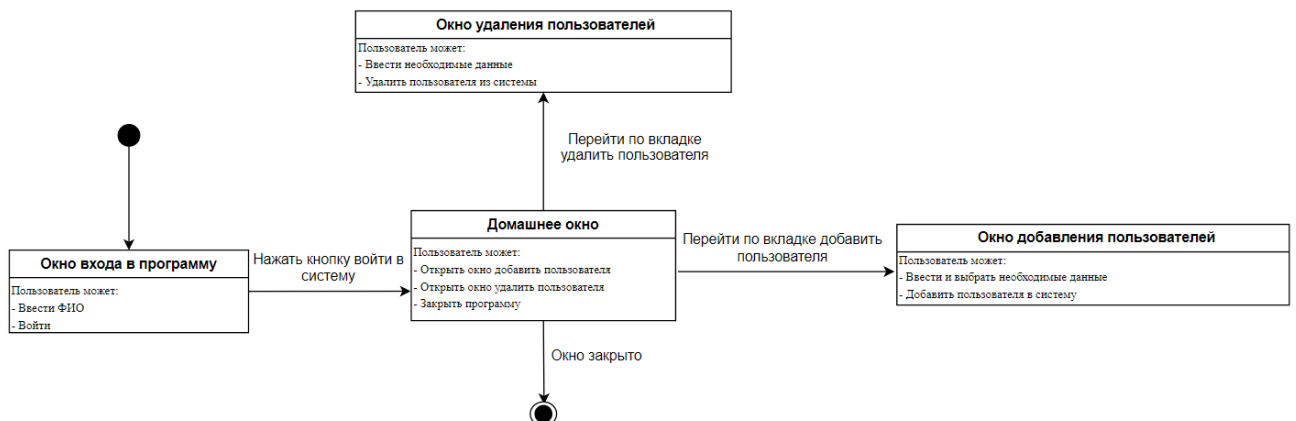 Окно удаления пользователей
Пользователь может:
- Ввести необходимые данные
- Удалить пользователя из системы
Перейти по вкладке
удалить пользователя
Окно входа в программу
Пользователь может:
- Ввести ФИО
- Войти
Нажать кнопку войти в
систему
Домашнее окно
Пользователь может:
- Открыть окно добавить пользователя
- Открыть окно удалить пользователя
- Закрыть программу
Перейти по вкладке добавить
пользователя
Окно добавления пользователей
Пользователь может:
- Ввести и выбрать необходимые данные
- Добавить пользователя в систему
Окно закрыто